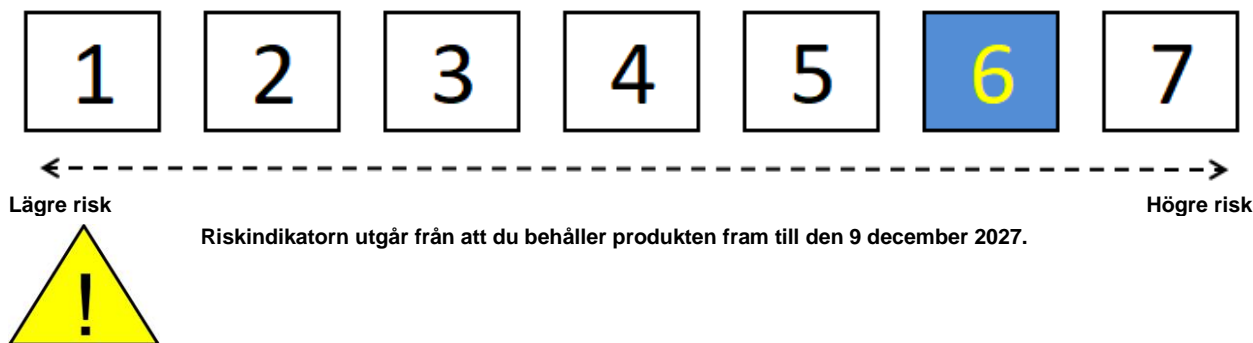 1 2 3 4 5 6 7
Lägre risk Högre risk
Riskindikatorn utgår från att du behåller produkten fram till den 9 december 2027.
!